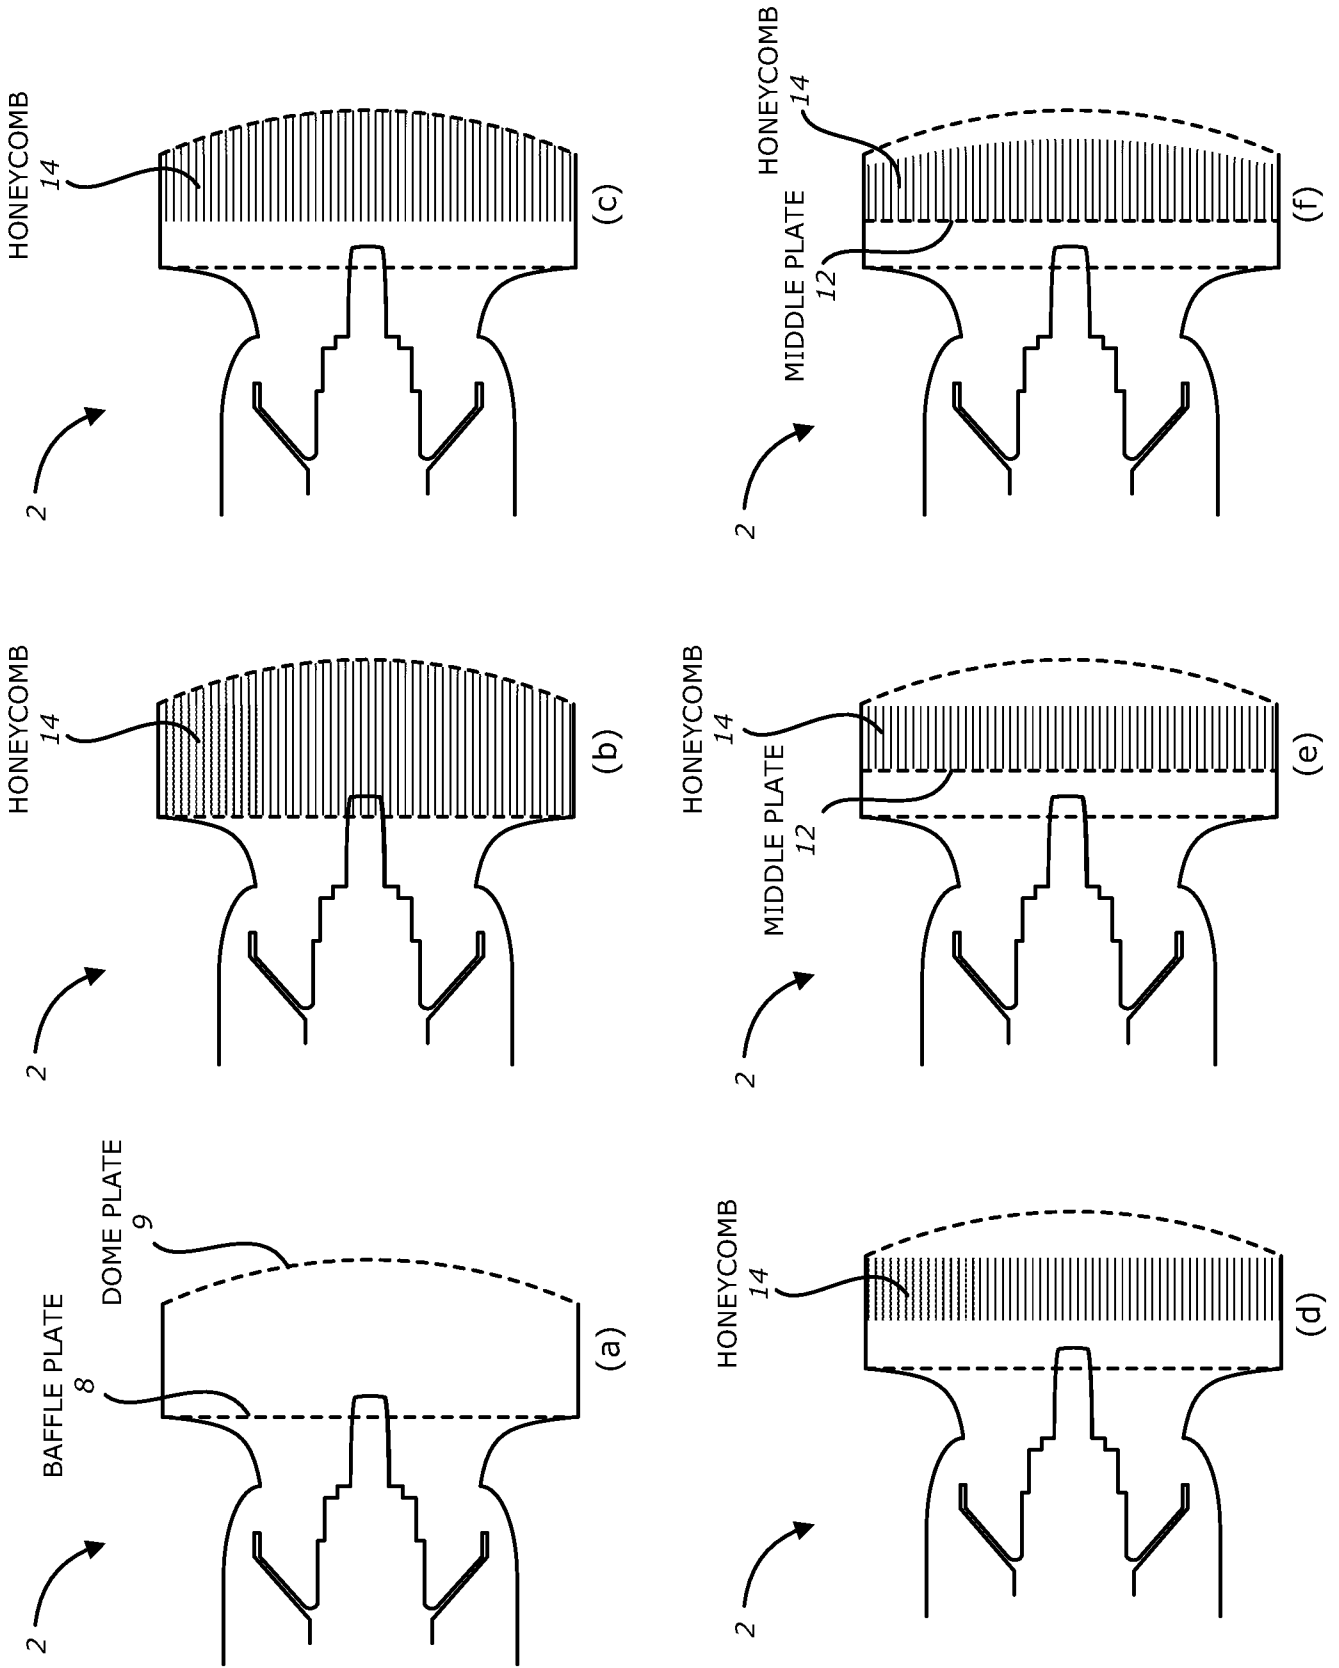 2
BAFFLE PLATE
8
DOME PLATE
9
(a)
2
HONEYCOMB
14
(b)
2
HONEYCOMB
14
(c)
2
HONEYCOMB
14
(d)
2
MIDDLE PLATE
12
HONEYCOMB
14
(e)
2
MIDDLE PLATE
12
HONEYCOMB
14
(f)